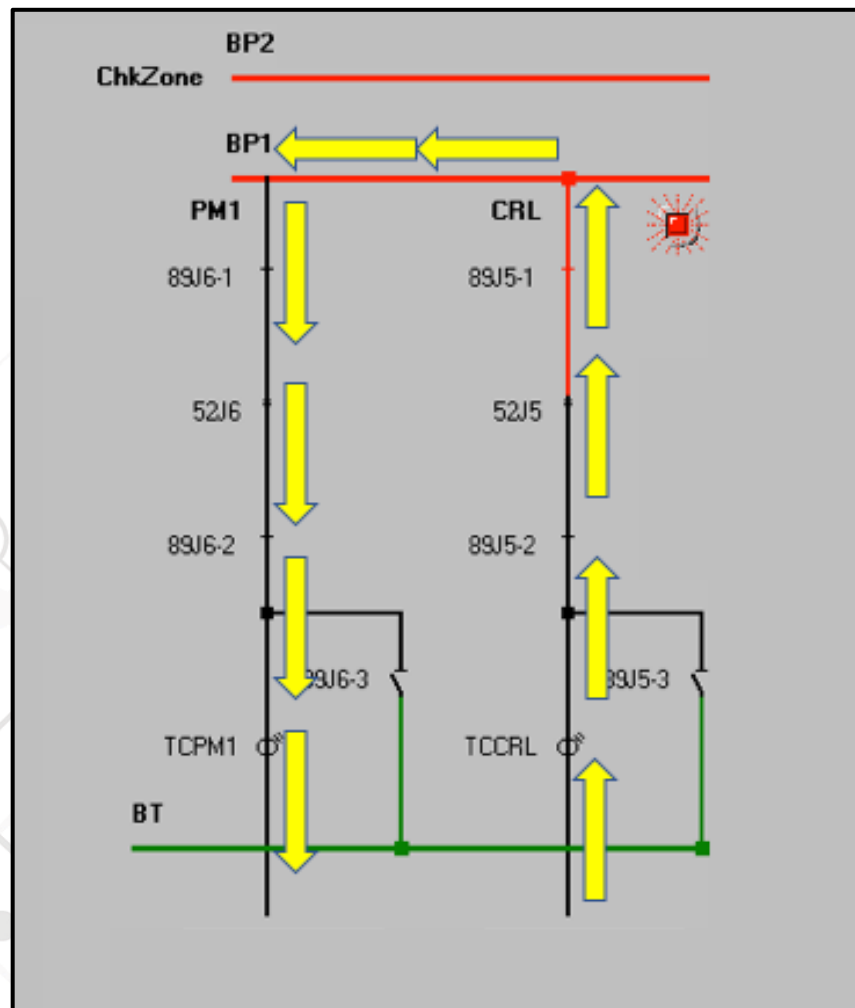 BP2
ChkZone
BP1
PM1 CRL
89J6-1 89J5-1
52J6 52J5
89J6-2 89J5-2
89J6-3 89J5-3
TCPM1 TCCRL
BT